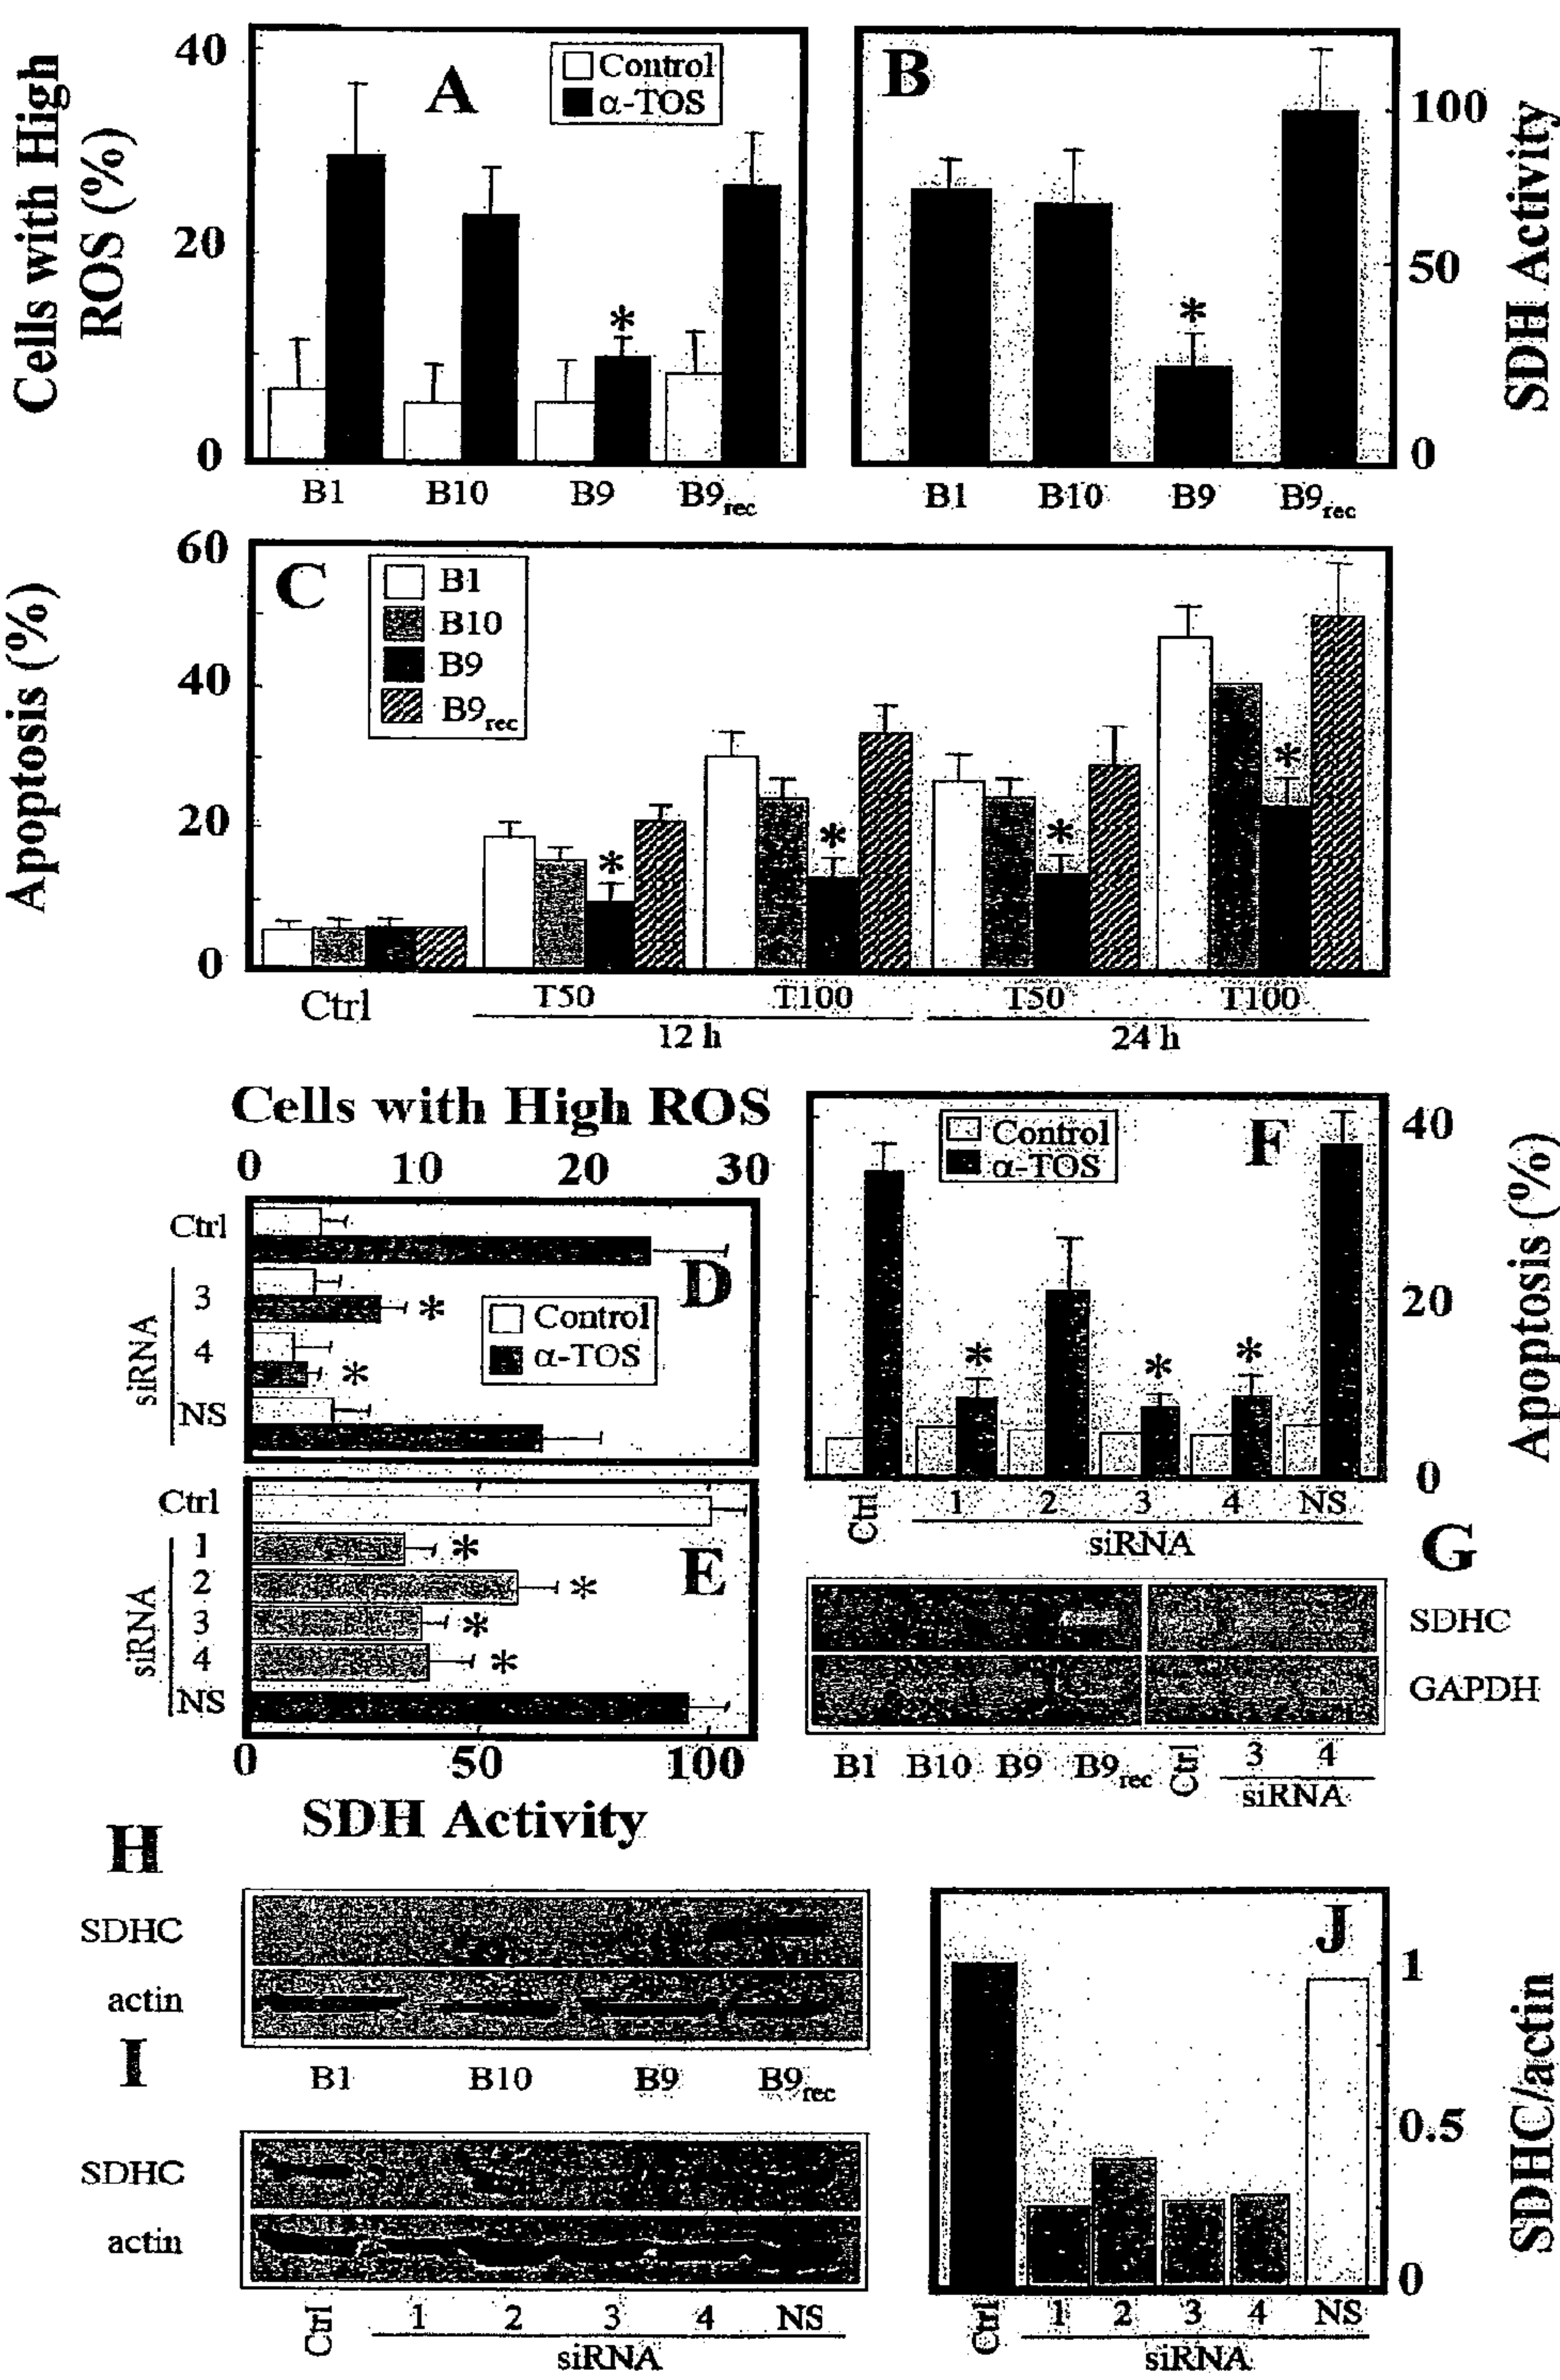 Cells with High
ROS (%)
40
20
0
A
Control
α-TOS
*
B1
B10
B9
B9rec
B
*
B1
B10
B9
B9rec
100
50
0
SDH Activity
Apoptosis (%)
60
40
20
0
C
B1
B10
B9
B9rec
*
*
*
*
Ctrl
T50
T100
T50
T100
12 h
24 h
Cells with High ROS
0
10
20
30
Ctrl
siRNA
3
4
NS
*
*
D
Control
α-TOS
Ctrl
siRNA
1
2
3
4
NS
*
*
*
*
E
0
50
100
SDH Activity
Control
α-TOS
F
*
*
*
40
20
0
Apoptosis (%)
Ctrl
1
2
3
4
NS
siRNA
G
SDHC
GAPDH
B1
B10
B9
B9rec
Ctrl
3
4
siRNA
H
SDHC
actin
B1
B10
B9
B9rec
I
SDHC
actin
Ctrl
1
2
3
4
NS
siRNA
J
1
0.5
0
SDHC/actin
Ctrl
1
2
3
4
NS
siRNA